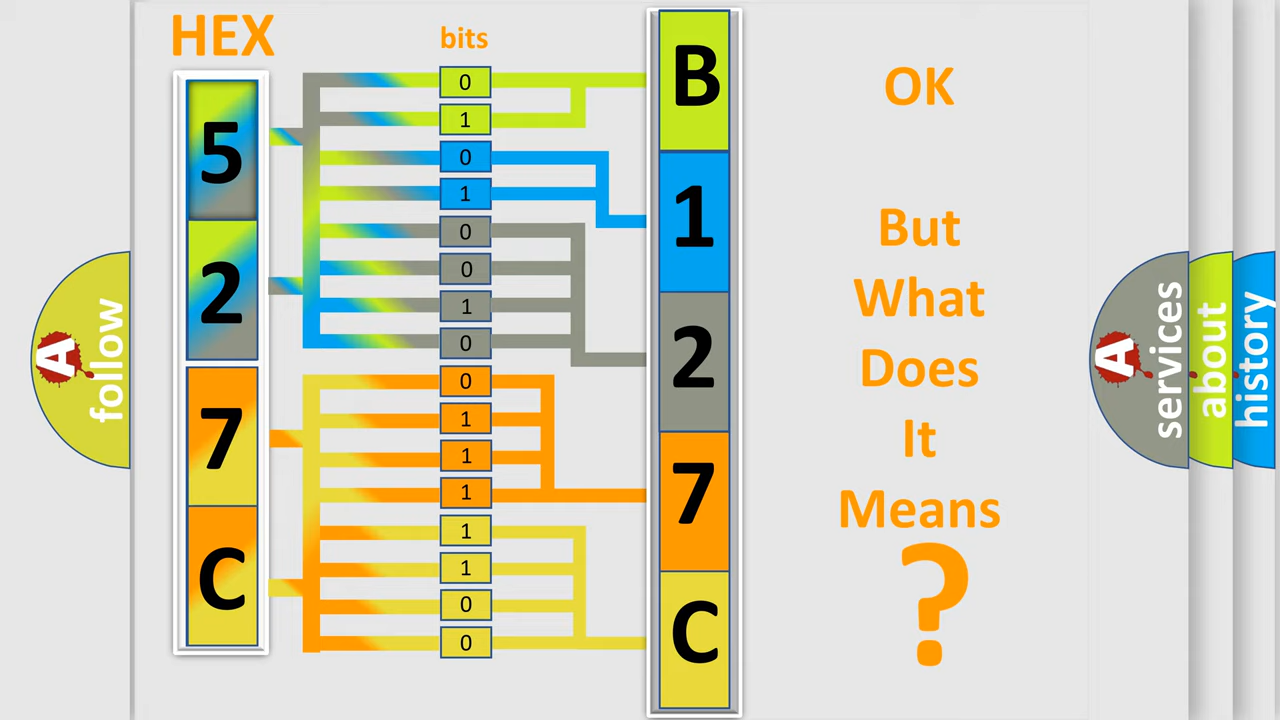 HEX
bits
5
2
7
C
0
1
0
1
0
0
1
0
0
1
1
1
1
1
0
0
B
1
2
7
C
OK
But
What
Does
It
Means
?
A
follow
A
services
about
history